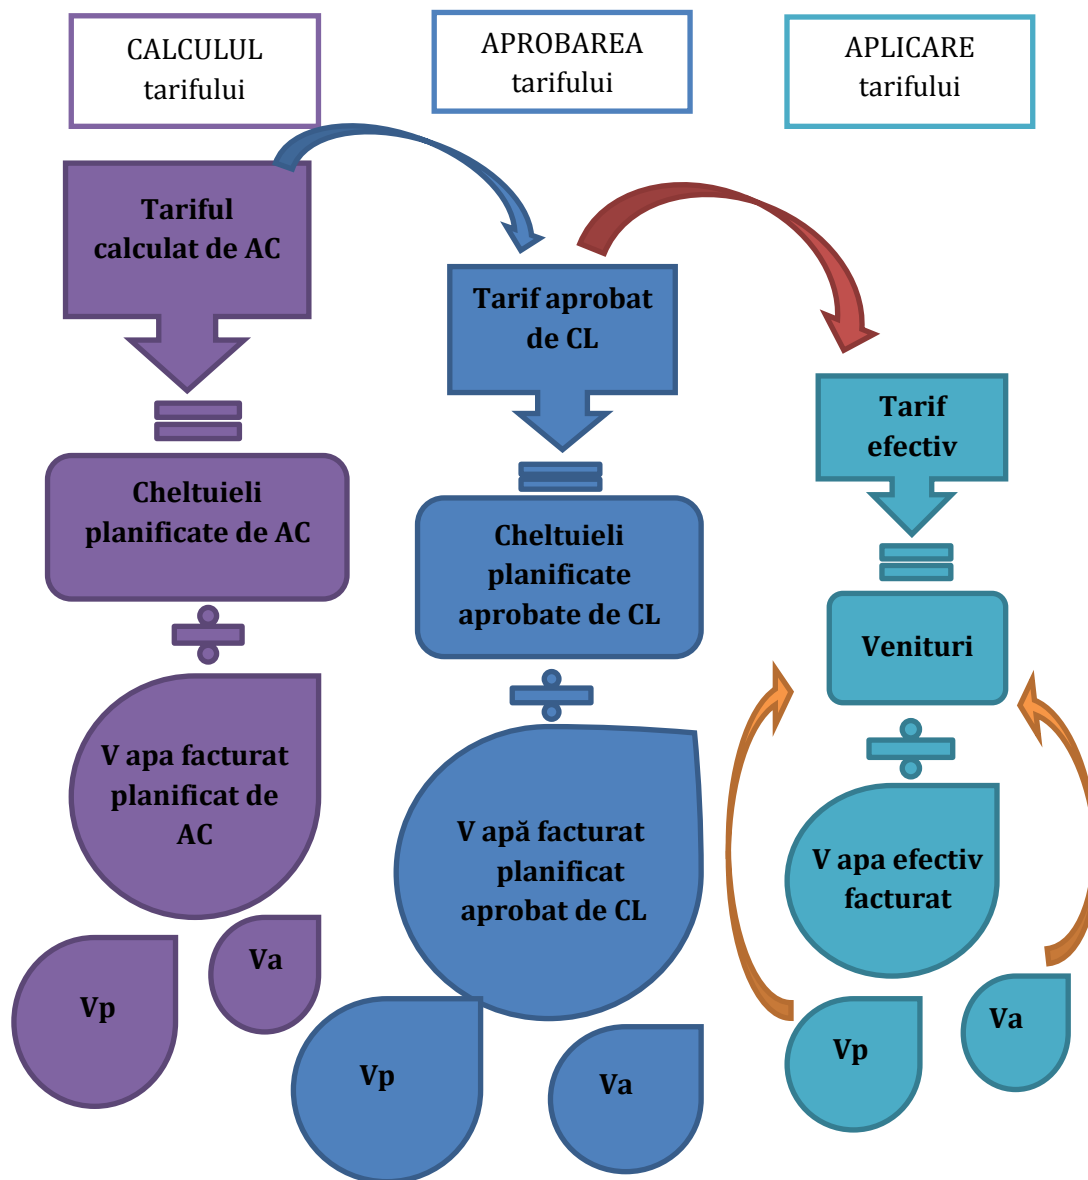 CALCULUL
tarifului
APROBAREA
tarifului
APLICARE
tarifului
Tariful
calculat de AC
Cheltuieli
planificate de AC
V apa facturat
planificat de
AC
Vp
Va
Tarif aprobat
de CL
Cheltuieli
planificate
aprobate de CL
V apă facturat
planificat
aprobat de CL
Vp
Va
Tarif
efectiv
Venituri
V apa efectiv
facturat
Vp
Va